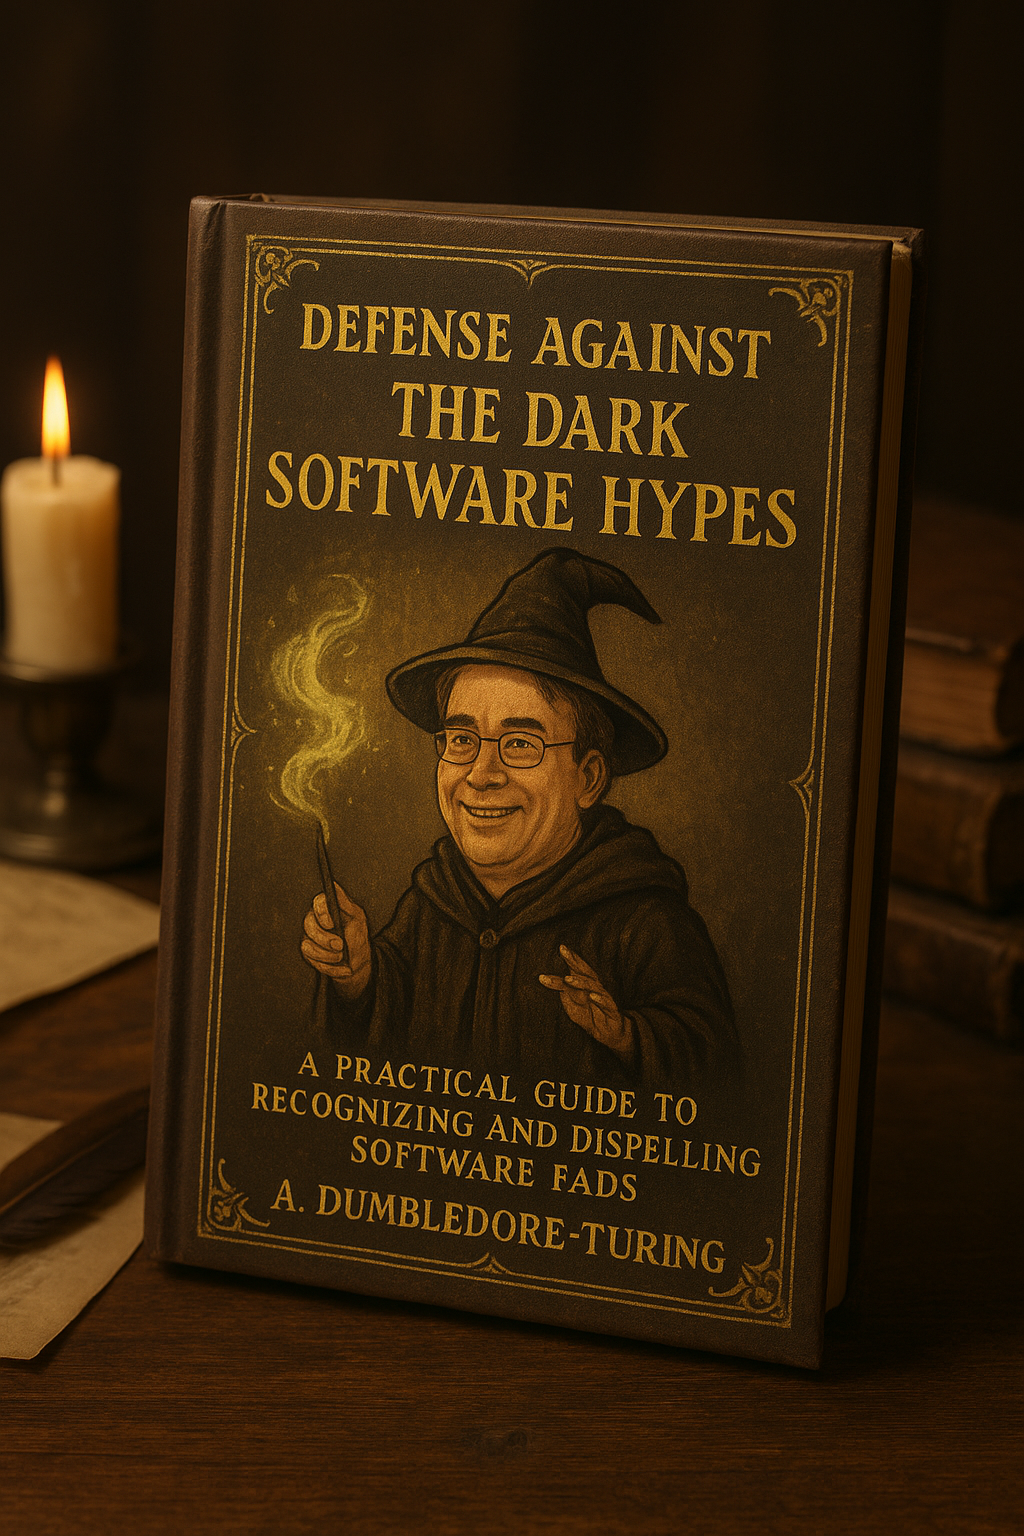 DEFENSE AGAINST
THE DARK
SOFTWARE HYPES
A PRACTICAL GUIDE TO
RECOGNIZING AND DISPELLING
SOFTWARE FADS
A. DUMBLEDORE-TURING